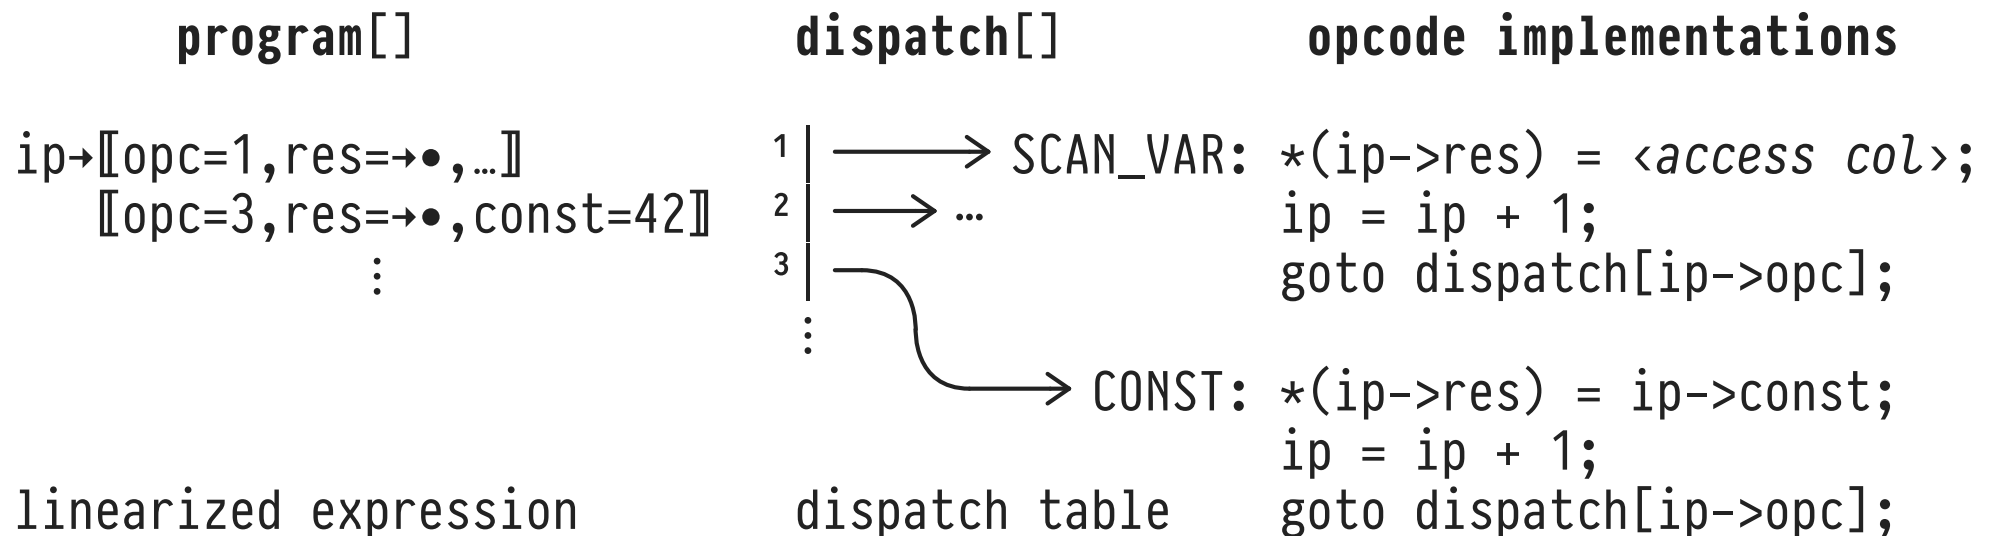 program[] dispatch[] opcode implementations
ip→⟦opc=1,res=→•,…⟧ 1 SCAN_VAR: *(ip->res) = ‹access col›;
⟦opc=3,res=→•,const=42⟧ 2 … ip = ip + 1;
⋮ 3 goto dispatch[ip->opc];
⋮
CONST: *(ip->res) = ip->const;
ip = ip + 1;
linearized expression dispatch table goto dispatch[ip->opc];